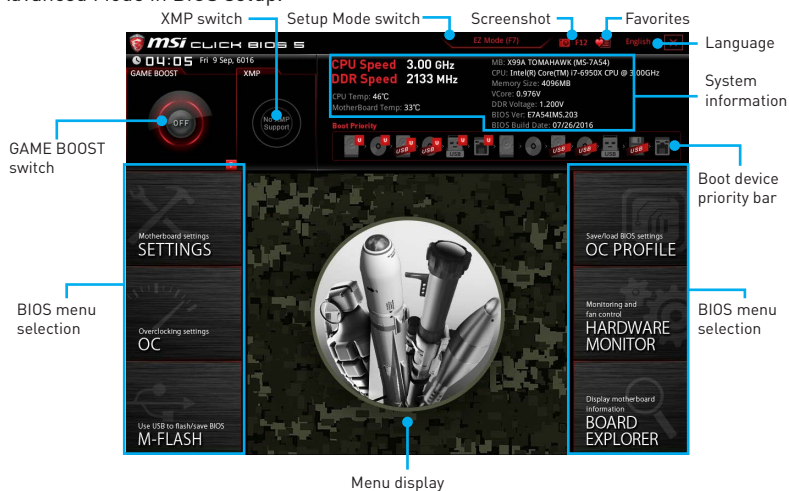 Advanced Mode in BIOS Setup.
XMP switch
Setup Mode switch
Screenshot
Favorites
msi CLICK BIOS 5
EZ Mode (F7)
F12
English
X
Language
04:05 Fri 9 Sep, 6016
GAME BOOST
XMP
CPU Speed 3.00 GHz
DDR Speed 2133 MHz
CPU Temp: 46℃
MotherBoard Temp: 33℃
MB: X99A TOMAHAWK (MS-7A54)
CPU: Intel(R) Core(TM) i7-6950X CPU @ 3.00GHz
Memory Size: 4096MB
VCore: 0.976V
DDR Voltage: 1.200V
BIOS Ver: E7A54IMS.203
BIOS Build Date: 07/26/2016
System
information
OFF
No XMP
Support
Boot Priority
U U U U U U
USB USB USB USB USB USB USB
GAME BOOST
switch
Boot device
priority bar
Motherboard settings
SETTINGS
Overclocking settings
OC
Use USB to flash/save BIOS
M-FLASH
BIOS menu
selection
Save/load BIOS settings
OC PROFILE
Monitoring and
fan control
HARDWARE
MONITOR
Display motherboard
information
BOARD
EXPLORER
BIOS menu
selection
Menu display